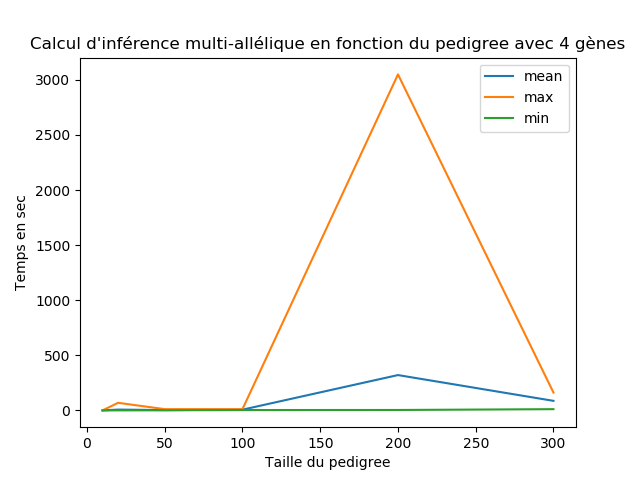 Calcul d'inférence multi-allélique en fonction du pedigree avec 4 gènes
mean
max
min
3000
2500
2000
1500
1000
500
0
Temps en sec
0 50 100 150 200 250 300
Taille du pedigree